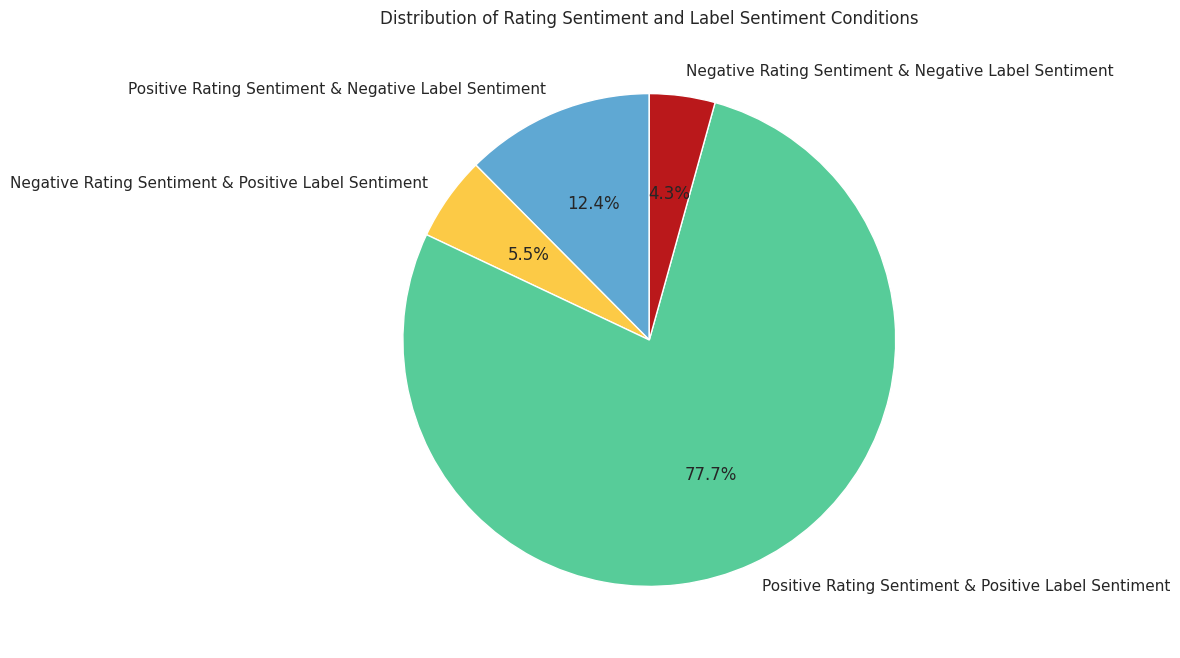 Distribution of Rating Sentiment and Label Sentiment Conditions
Negative Rating Sentiment & Negative Label Sentiment
Positive Rating Sentiment & Negative Label Sentiment
Negative Rating Sentiment & Positive Label Sentiment
4.3%
12.4%
5.5%
77.7%
Positive Rating Sentiment & Positive Label Sentiment